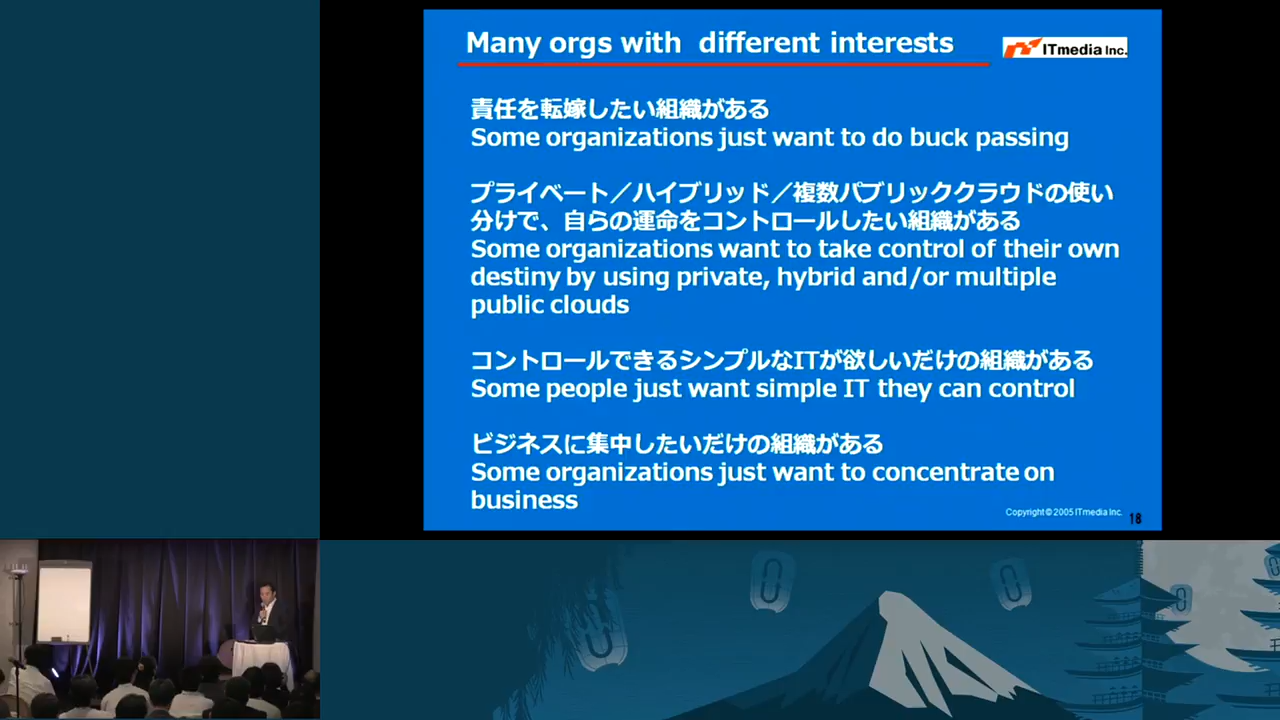 Many orgs with different interests
ITmedia Inc.
責任を転嫁したい組織がある
Some organizations just want to do buck passing
プライベート／ハイブリッド／複数パブリッククラウドの使い
分けで、自らの運命をコントロールしたい組織がある
Some organizations want to take control of their own
destiny by using private, hybrid and/or multiple
public clouds
コントロールできるシンプルなITが欲しいだけの組織がある
Some people just want simple IT they can control
ビジネスに集中したいだけの組織がある
Some organizations just want to concentrate on
business
Copyright © 2005 ITmedia Inc.
18